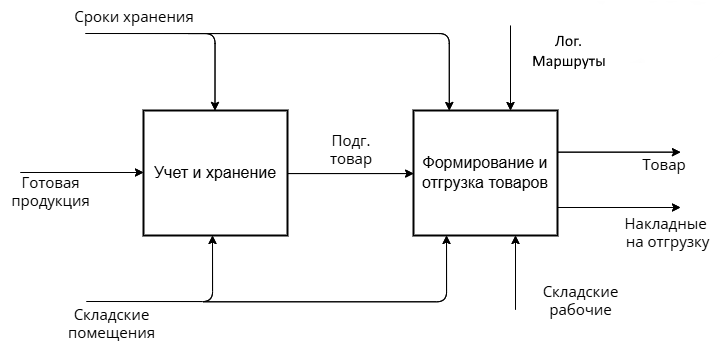 Сроки хранения
Лог.
Маршруты
Подг.
товар
Учет и хранение
Формирование и
отгрузка товаров
Товар
Готовая
продукция
Накладные
на отгрузку
Складские
помещения
Складские
рабочие